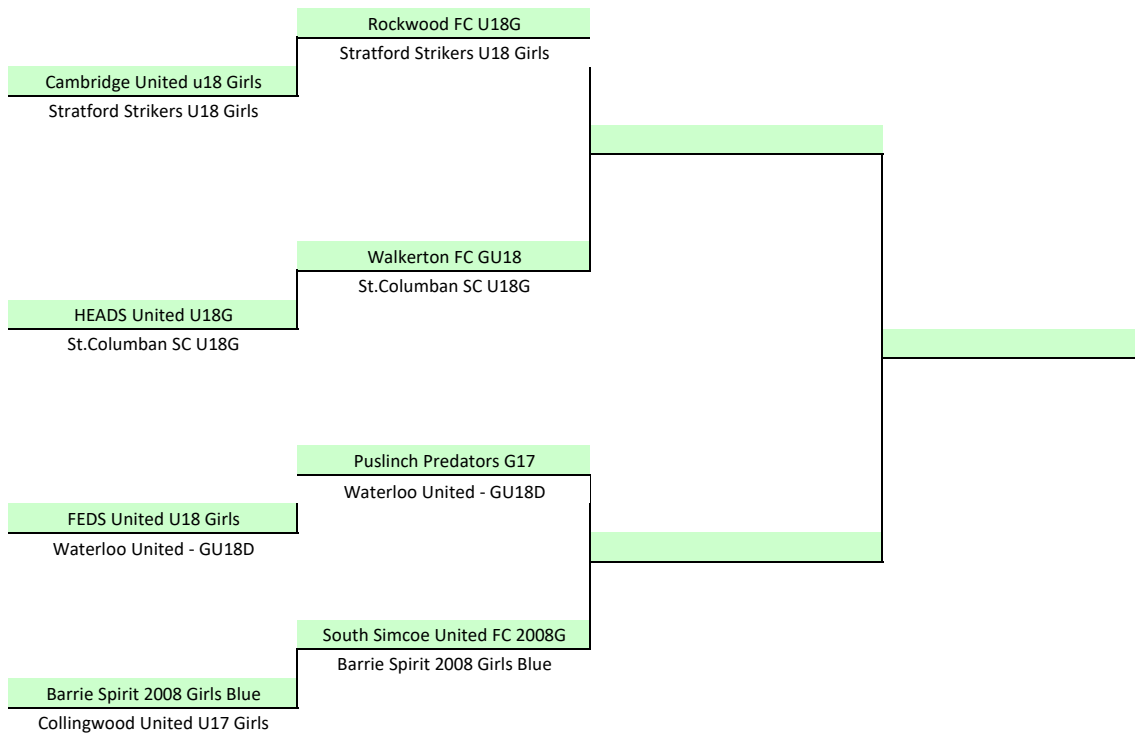 Rockwood FC U18G
Stratford Strikers U18 Girls
Cambridge United u18 Girls
Stratford Strikers U18 Girls
Walkerton FC GU18
St.Columban SC U18G
HEADS United U18G
St.Columban SC U18G
Puslinch Predators G17
Waterloo United - GU18D
FEDS United U18 Girls
Waterloo United - GU18D
South Simcoe United FC 2008G
Barrie Spirit 2008 Girls Blue
Barrie Spirit 2008 Girls Blue
Collingwood United U17 Girls